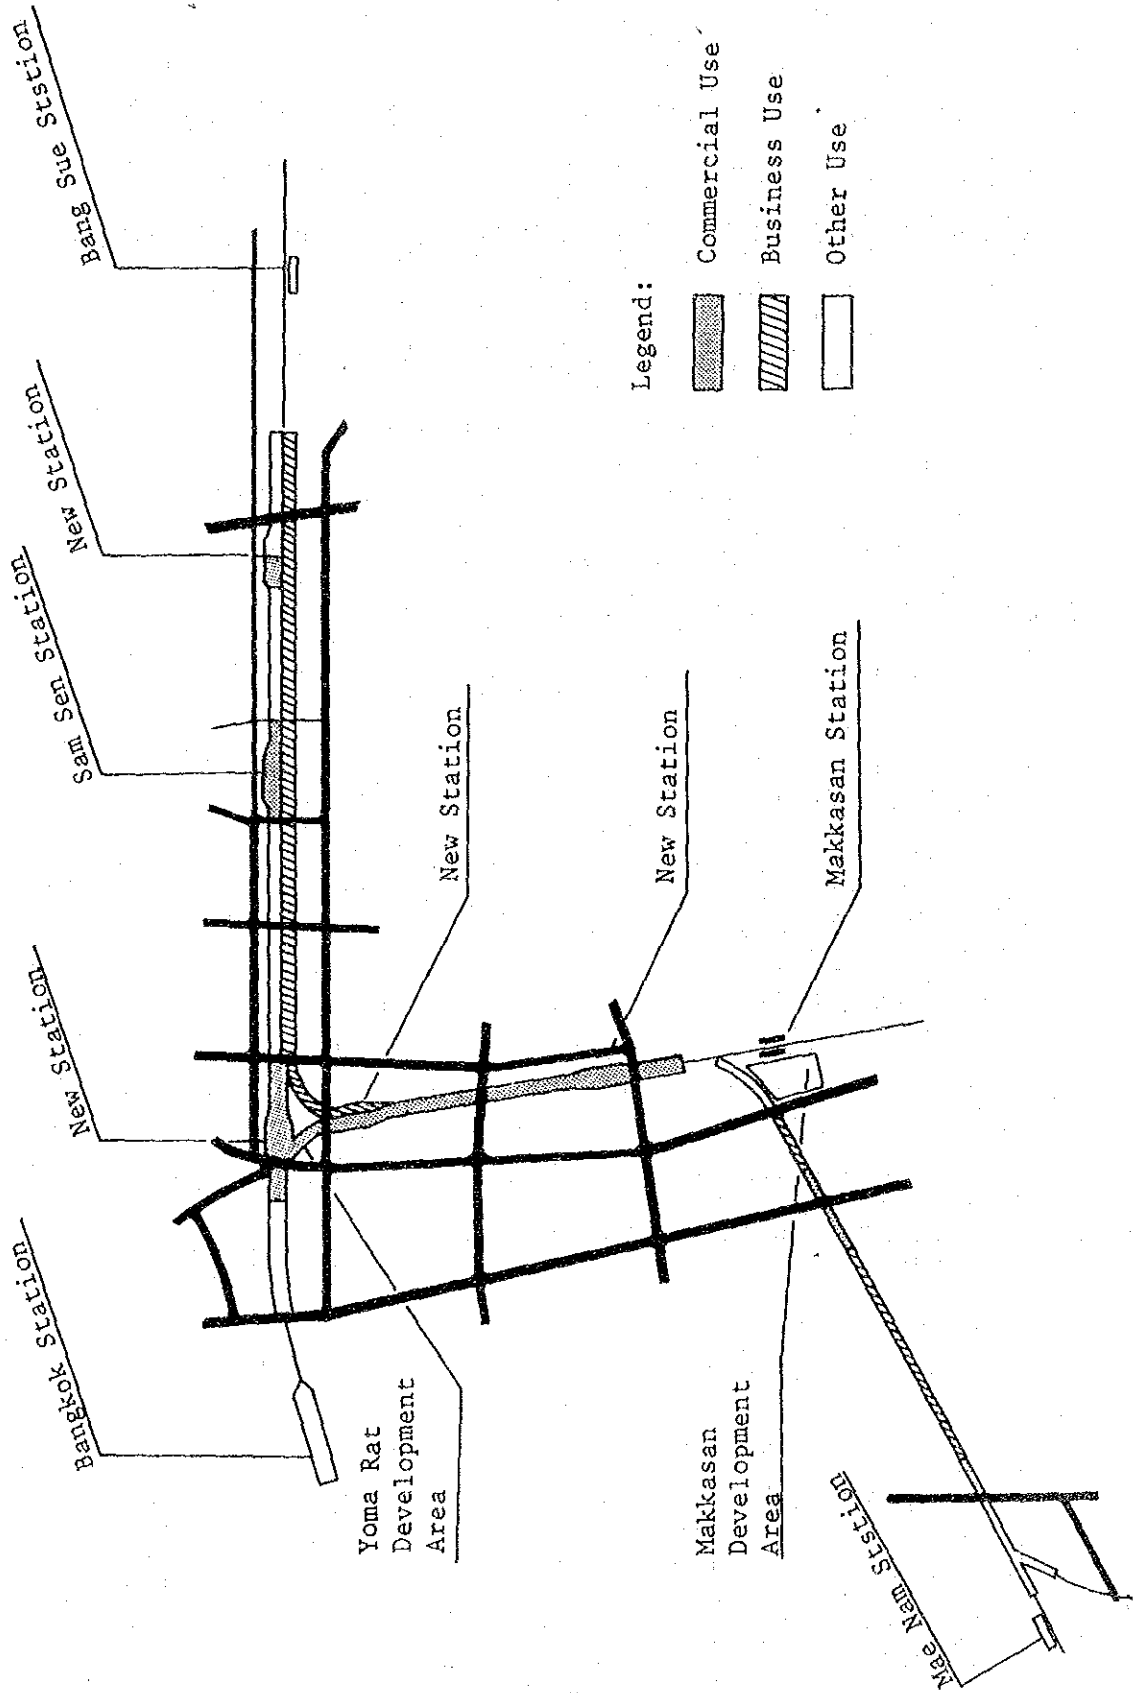 Bangkok Station
New Station
Sam Sen Station
New Station
Bang Sue Ststion
Yoma Rat
Development
Area
New Station
New Station
Makkasan Station
Makkasan
Development
Area
Mae Nam Ststion
Legend:
Commercial Use
Business Use
Other Use